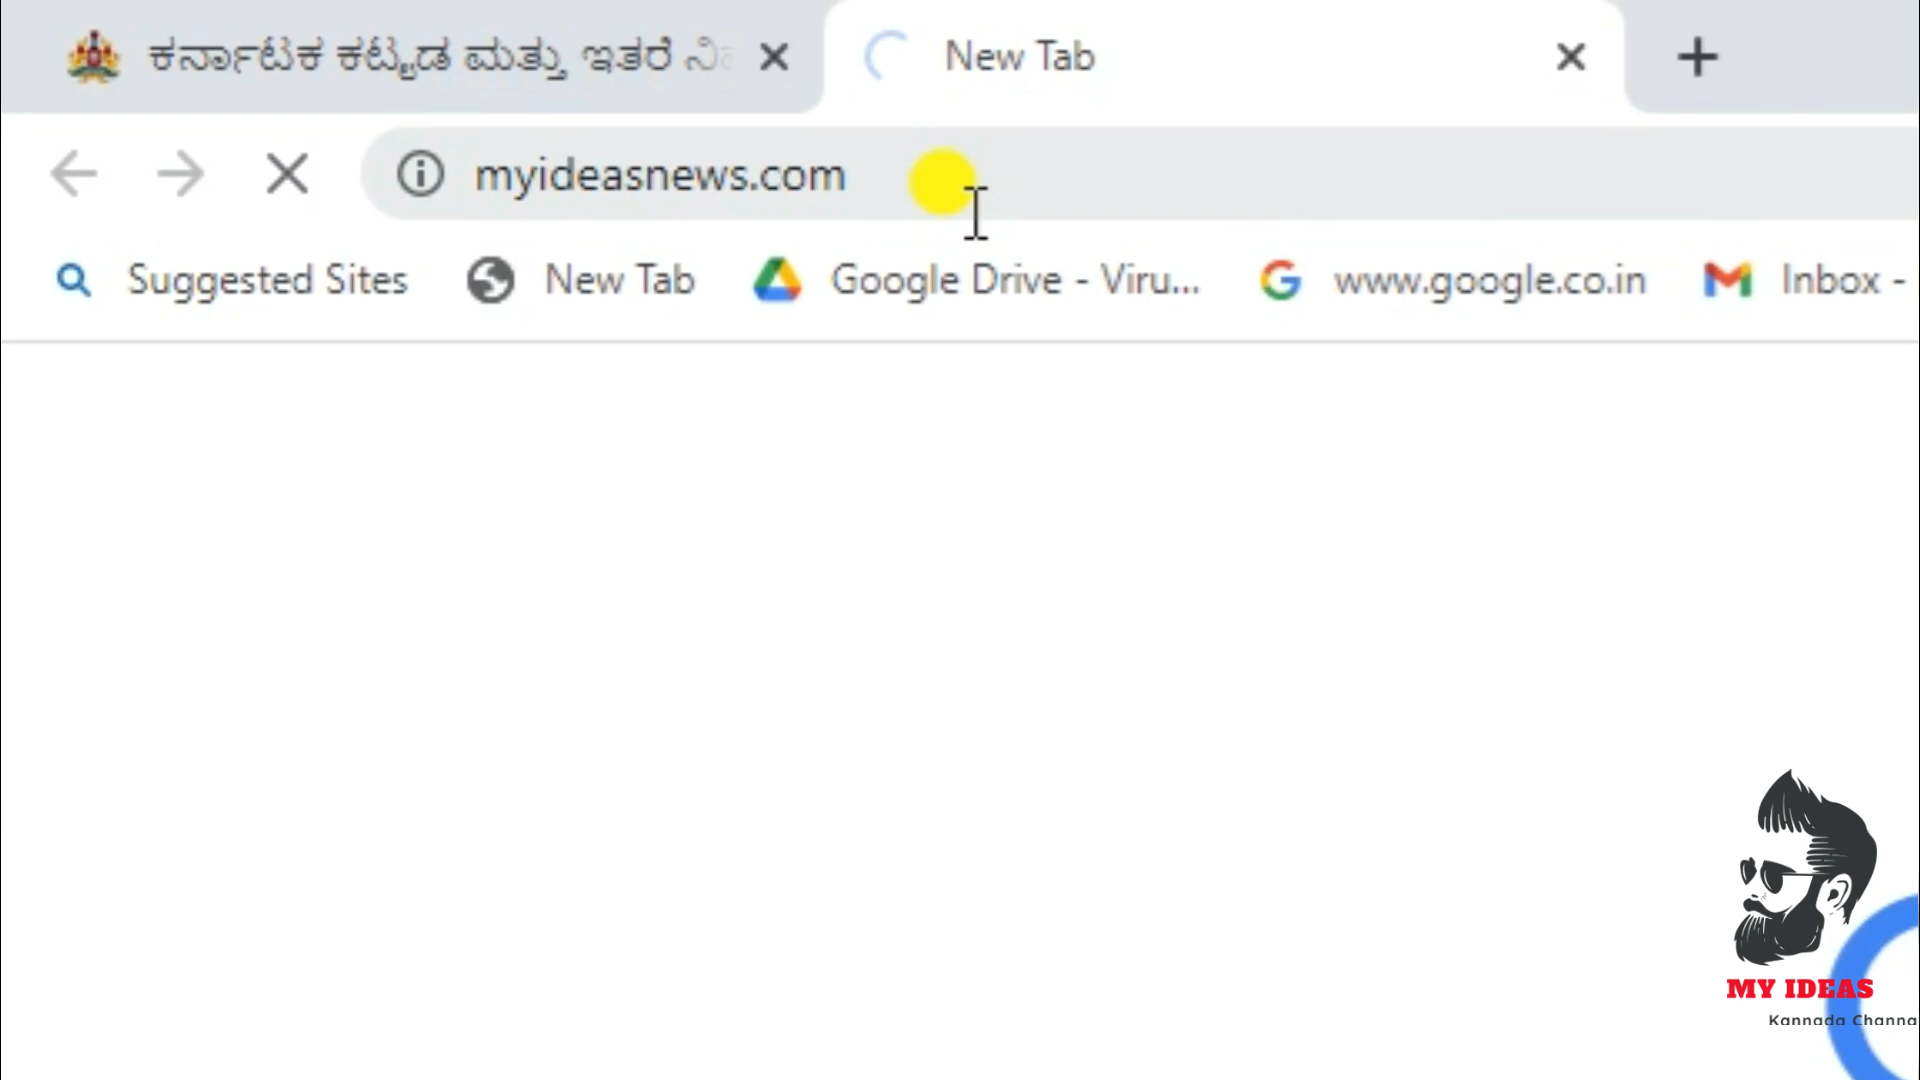 ಕರ್ನಾಟಕ ಕಟ್ಟಡ ಮತ್ತು ಇತರೆ
New Tab
myideasnews.com
Suggested Sites New Tab Google Drive - Viru... www.google.co.in Inbox -
MY IDEAS
Kannada Channa